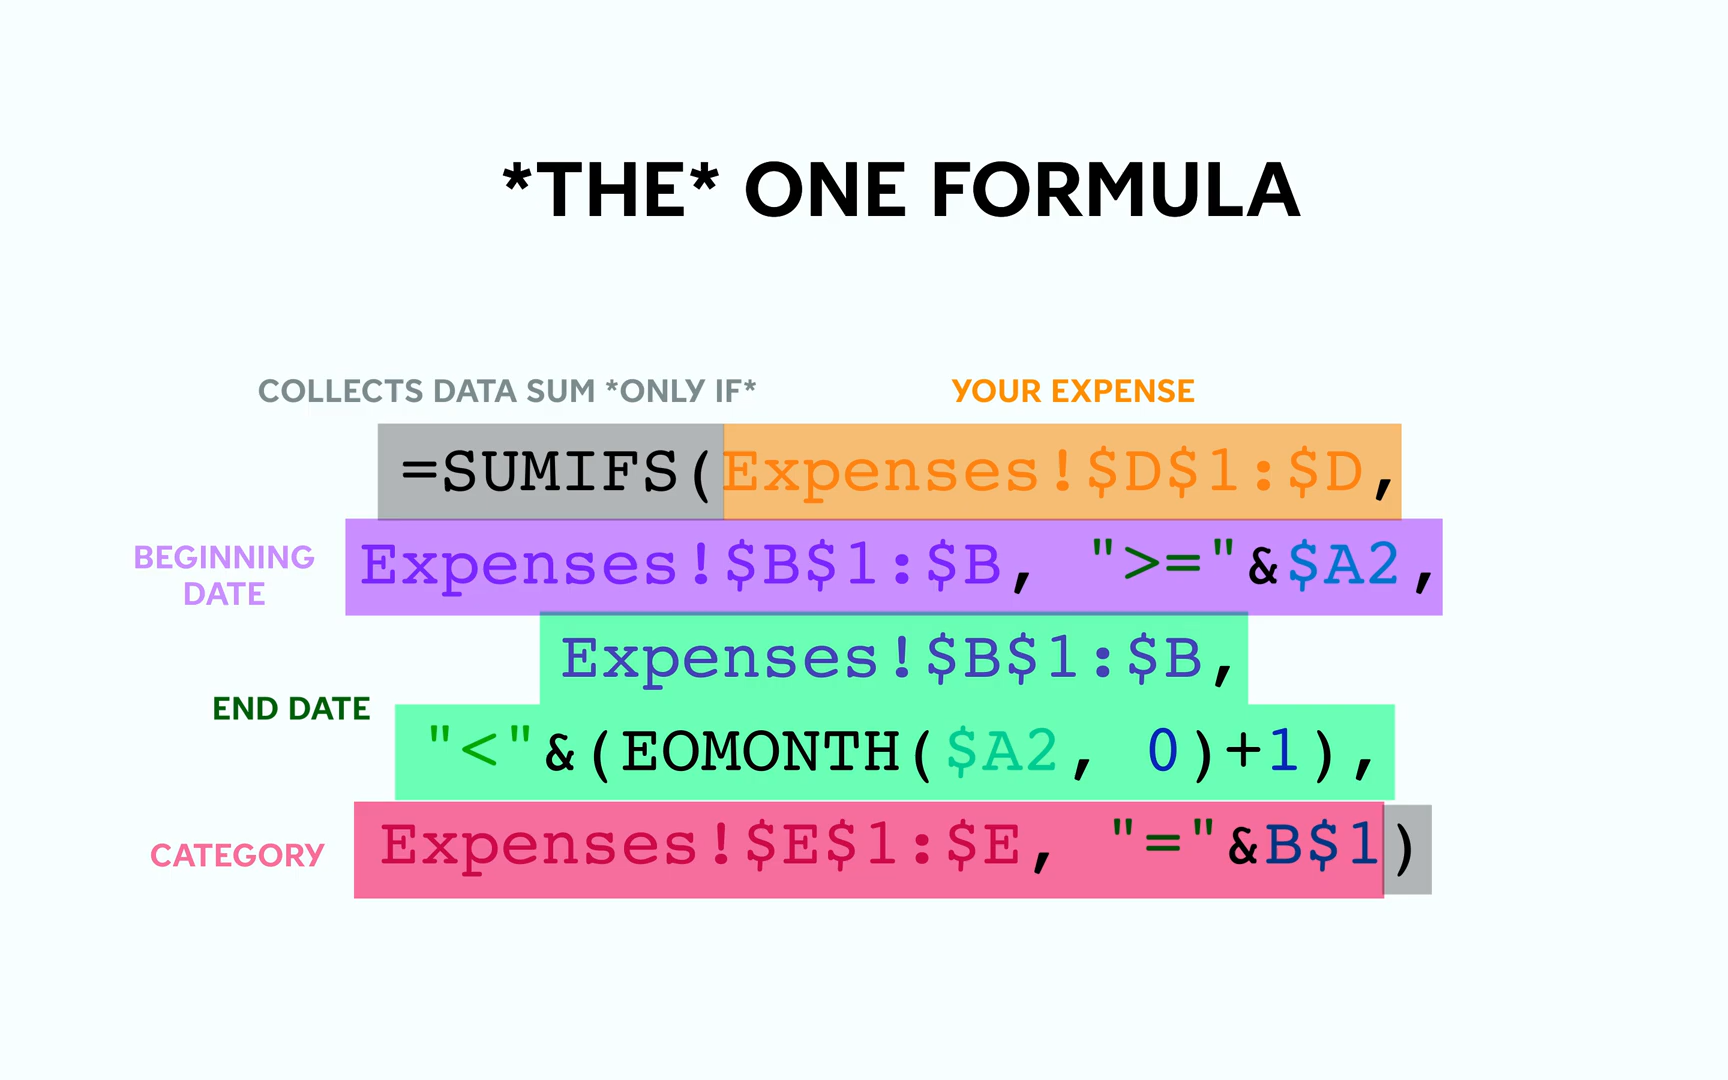 *THE* ONE FORMULA
COLLECTS DATA SUM *ONLY IF*
YOUR EXPENSE
=SUMIFS(Expenses!$D$1:$D,
BEGINNING
DATE
Expenses!$B$1:$B, ">="&$A2,
Expenses!$B$1:$B,
END DATE
"<"&(EOMONTH($A2, 0)+1),
CATEGORY
Expenses!$E$1:$E, "="&B$1)